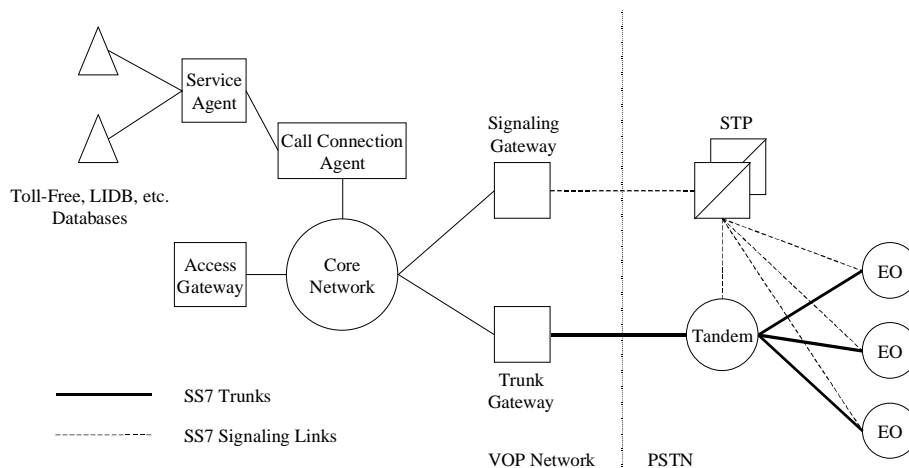 Service
Agent
Call Connection
Agent
Signaling
Gateway
STP
Toll-Free, LIDB, etc.
Databases
Access
Gateway
Core
Network
EO
Tandem
EO
Trunk
Gateway
EO
SS7 Trunks
SS7 Signaling Links
VOP Network
PSTN